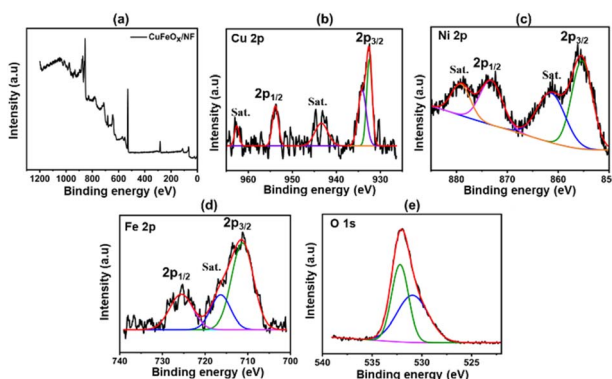 (a)
CuFeOx/NF
Intensity (a.u)
1200 1000 800 600 400 200 0
Binding energy (eV)
(b)
Cu 2p
2p3/2
2p1/2
Sat.
Sat.
Intensity (a.u)
960 950 940 930
Binding energy (eV)
(c)
Ni 2p
2p3/2
2p1/2
Sat.
Sat.
Intensity (a.u)
880 870 860 85
Binding energy (eV)
(d)
Fe 2p
2p3/2
2p1/2
Sat.
Intensity (a.u)
740 730 720 710 700
Binding energy (eV)
(e)
O 1s
Intensity (a.u)
540 535 530 525
Binding energy (eV)